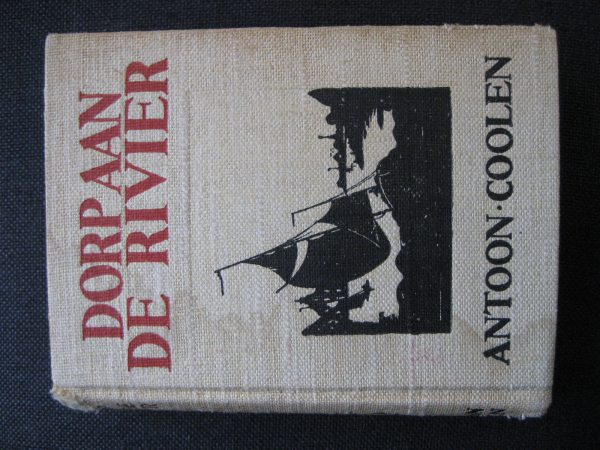 DORP AAN
DE RIVIER
ANTOON · COOLEN